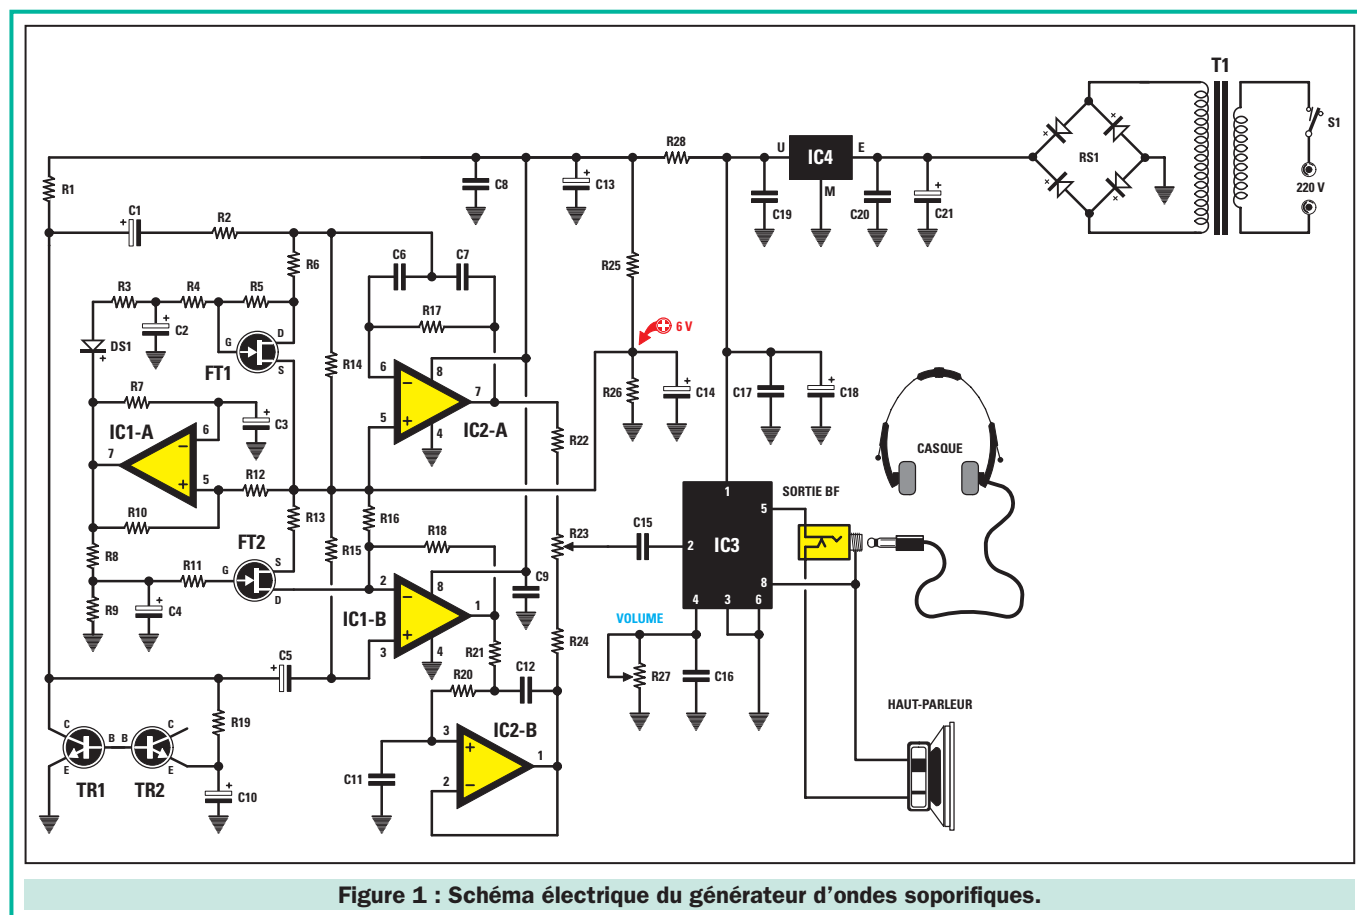 T1
S1
220 V
RS1
R28
U
IC4
E
M
C8
C13
C19
C20
C21
R1
C1
R2
R6
C6
C7
R25
R3
R4
R5
C2
DS1
G
D
S
FT1
R14
R17
6 V
6
8
7
5
4
IC2-A
R26
C14
C17
C18
R7
C3
IC1-A
6
7
5
R12
R22
CASQUE
R10
R13
R16
R18
R23
C15
SORTIE BF
1
5
2
IC3
8
4
3
6
FT2
R15
R8
R11
G
S
D
R9
C4
IC1-B
2
8
1
3
4
C9
VOLUME
R24
R21
R27
C16
C5
R20
C12
HAUT-PARLEUR
R19
C
B
B
C
E
E
TR1
TR2
C10
C11
IC2-B
3
1
2
Figure 1 : Schéma électrique du générateur d'ondes soporifiques.